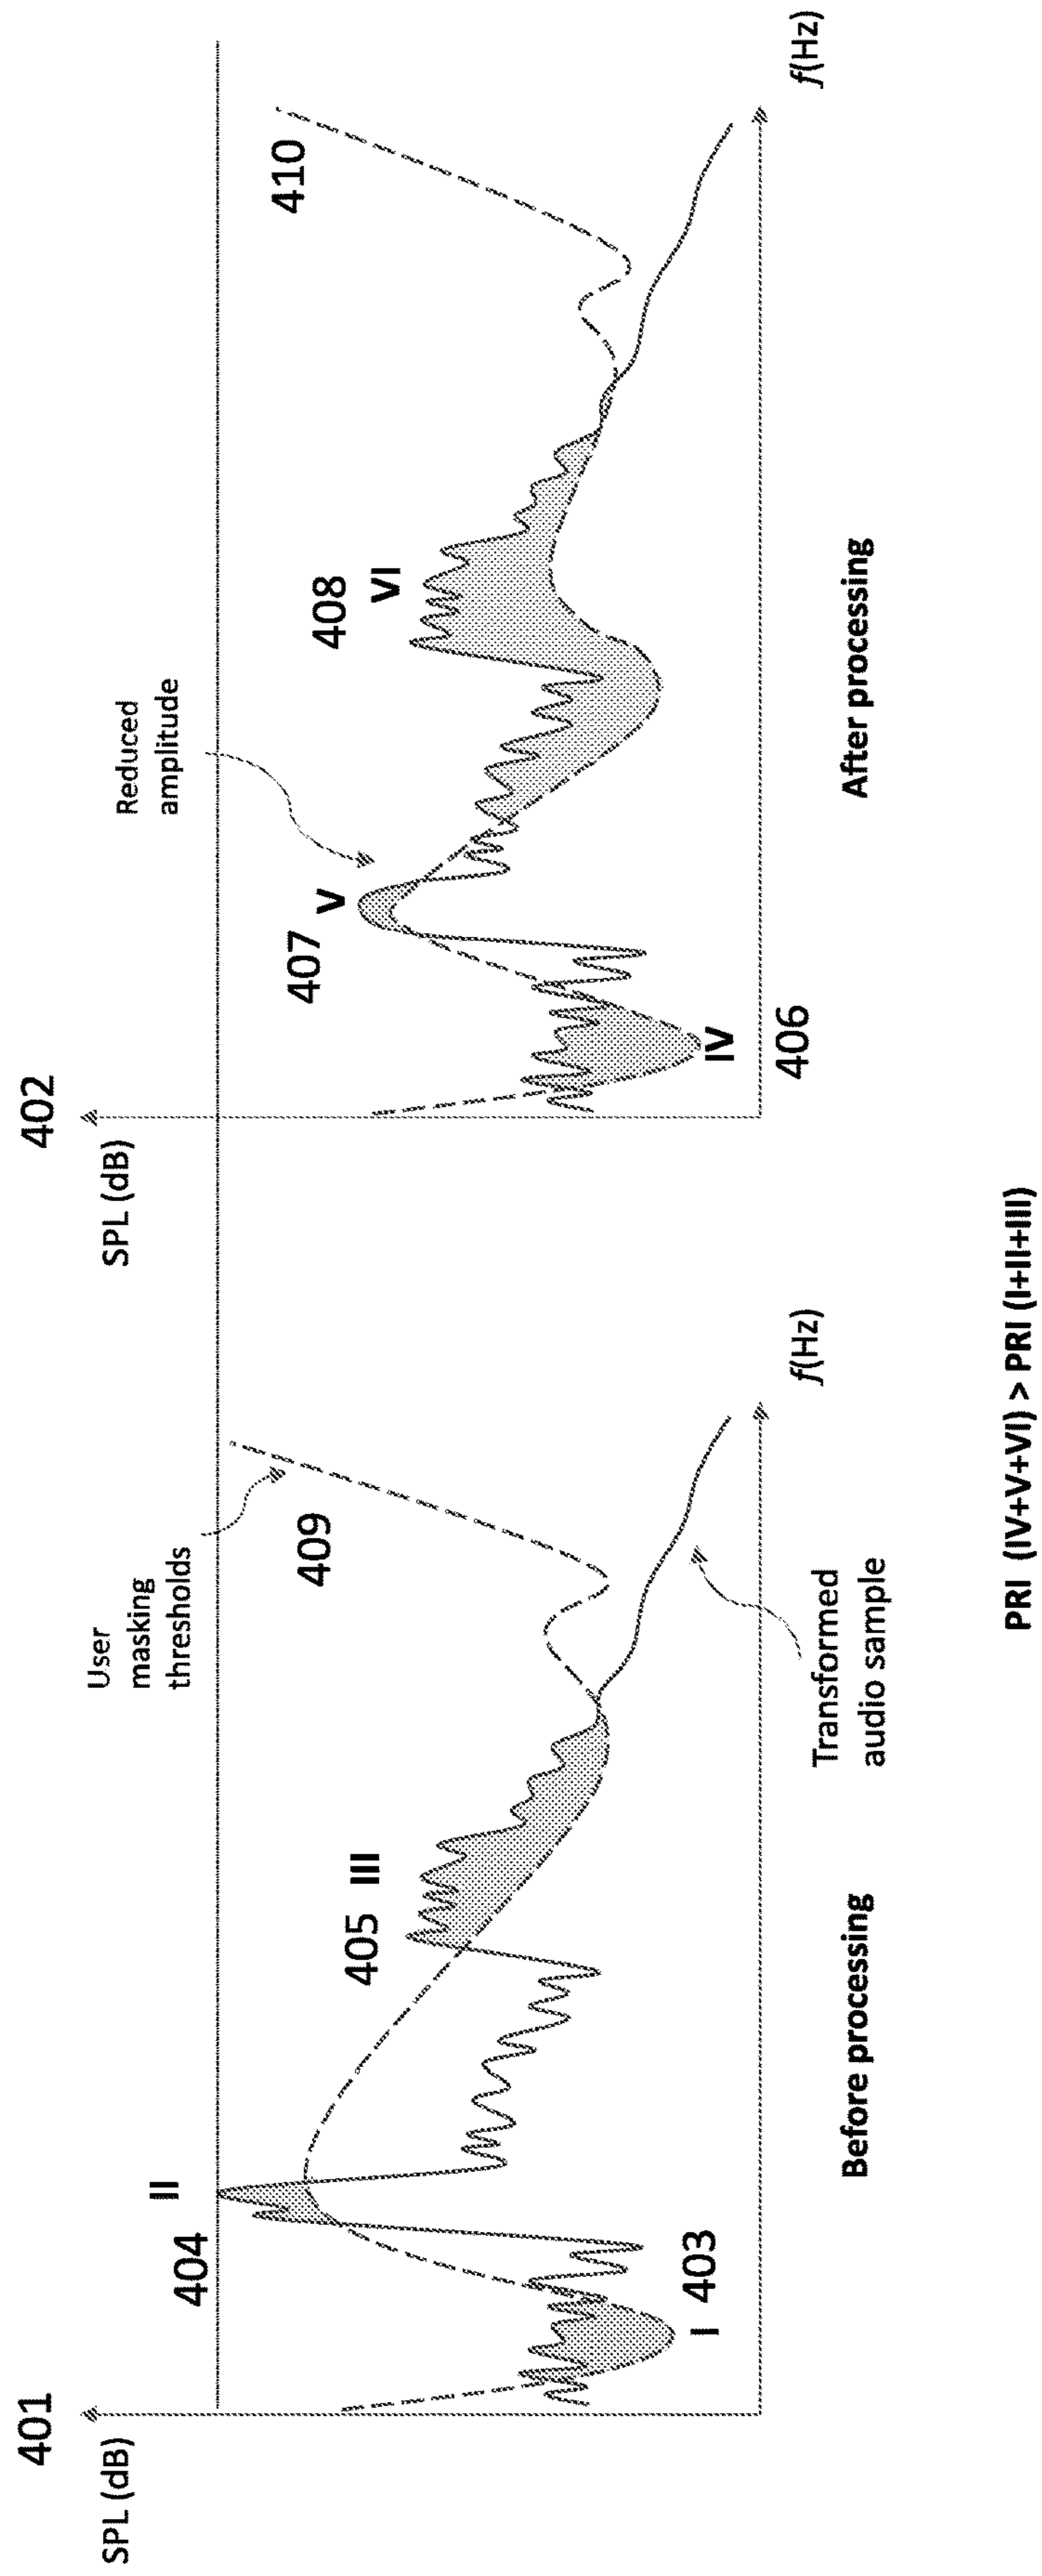 401
SPL (dB)
404
II
403
I
405
III
User
masking
thresholds
409
Transformed
audio sample
f(Hz)
Before processing
402
SPL (dB)
406
IV
407
V
Reduced
amplitude
408
VI
410
f(Hz)
After processing
PRI (IV+V+VI) > PRI (I+II+III)